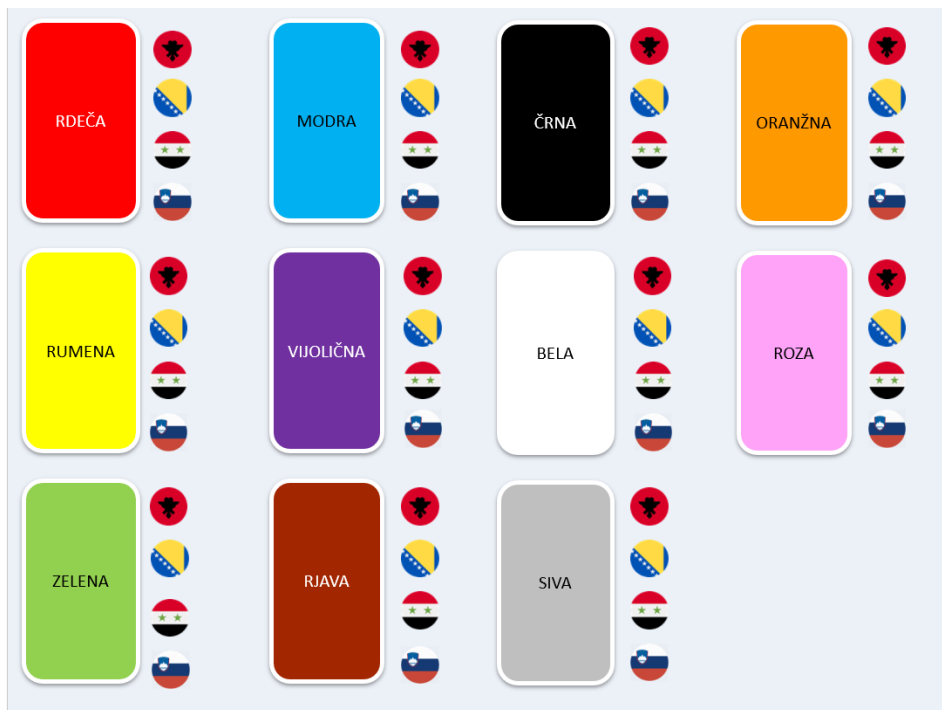 RDEČA
MODRA
ČRNA
ORANŽNA
RUMENA
VIJOLIČNA
BELA
ROZA
ZELENA
RJAVA
SIVA